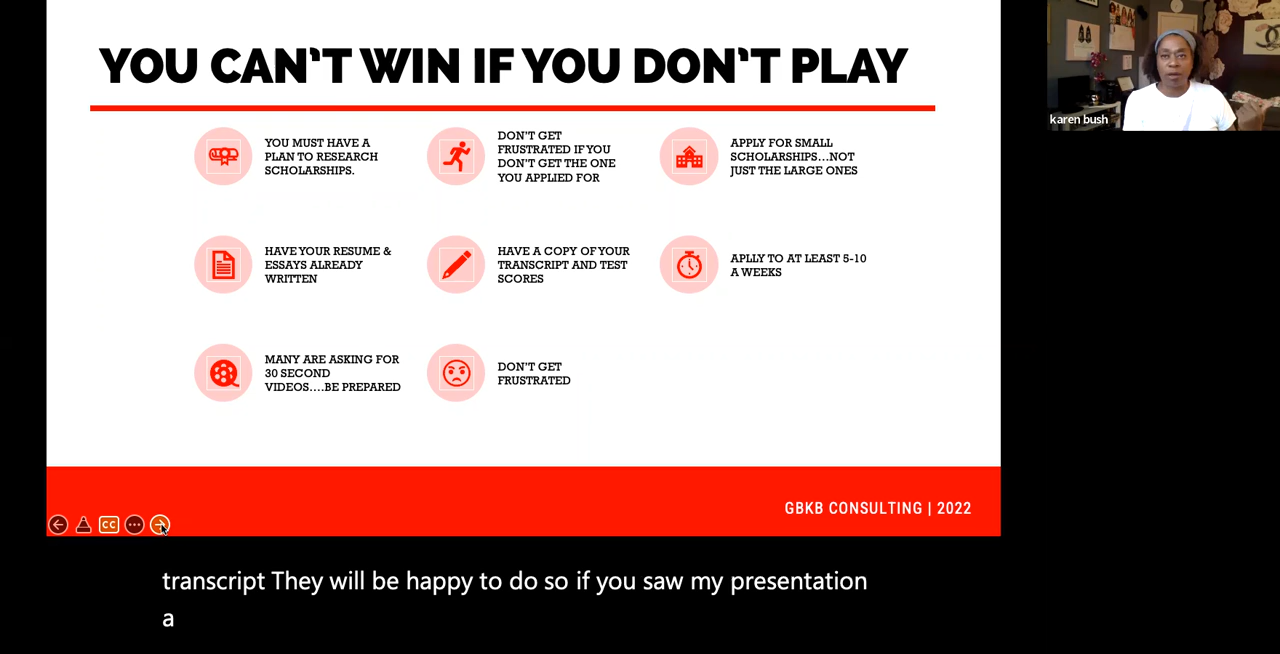 YOU CAN'T WIN IF YOU DON'T PLAY
YOU MUST HAVE A
PLAN TO RESEARCH
SCHOLARSHIPS.
DON'T GET
FRUSTRATED IF YOU
DON'T GET THE ONE
YOU APPLIED FOR
APPLY FOR SMALL
SCHOLARSHIPS...NOT
JUST THE LARGE ONES
HAVE YOUR RESUME &
ESSAYS ALREADY
WRITTEN
HAVE A COPY OF YOUR
TRANSCRIPT AND TEST
SCORES
APLLY TO AT LEAST 5-10
A WEEKS
MANY ARE ASKING FOR
30 SECOND
VIDEOS....BE PREPARED
DON'T GET
FRUSTRATED
GBKB CONSULTING | 2022
CC
karen bush
transcript They will be happy to do so if you saw my presentation
a